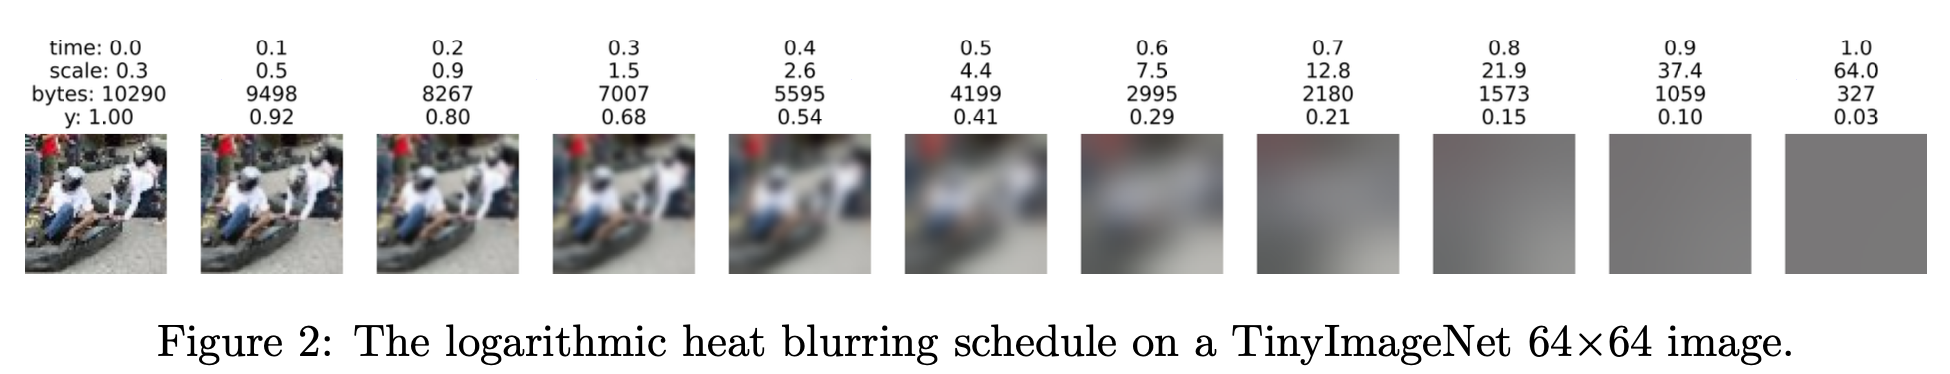 time: 0.0 0.1 0.2 0.3 0.4 0.5 0.6 0.7 0.8 0.9 1.0
scale: 0.3 0.5 0.9 1.5 2.6 4.4 7.5 12.8 21.9 37.4 64.0
bytes: 10290 9498 8267 7007 5595 4199 2995 2180 1573 1059 327
y: 1.00 0.92 0.80 0.68 0.54 0.41 0.29 0.21 0.15 0.10 0.03
Figure 2: The logarithmic heat blurring schedule on a TinyImageNet 64×64 image.